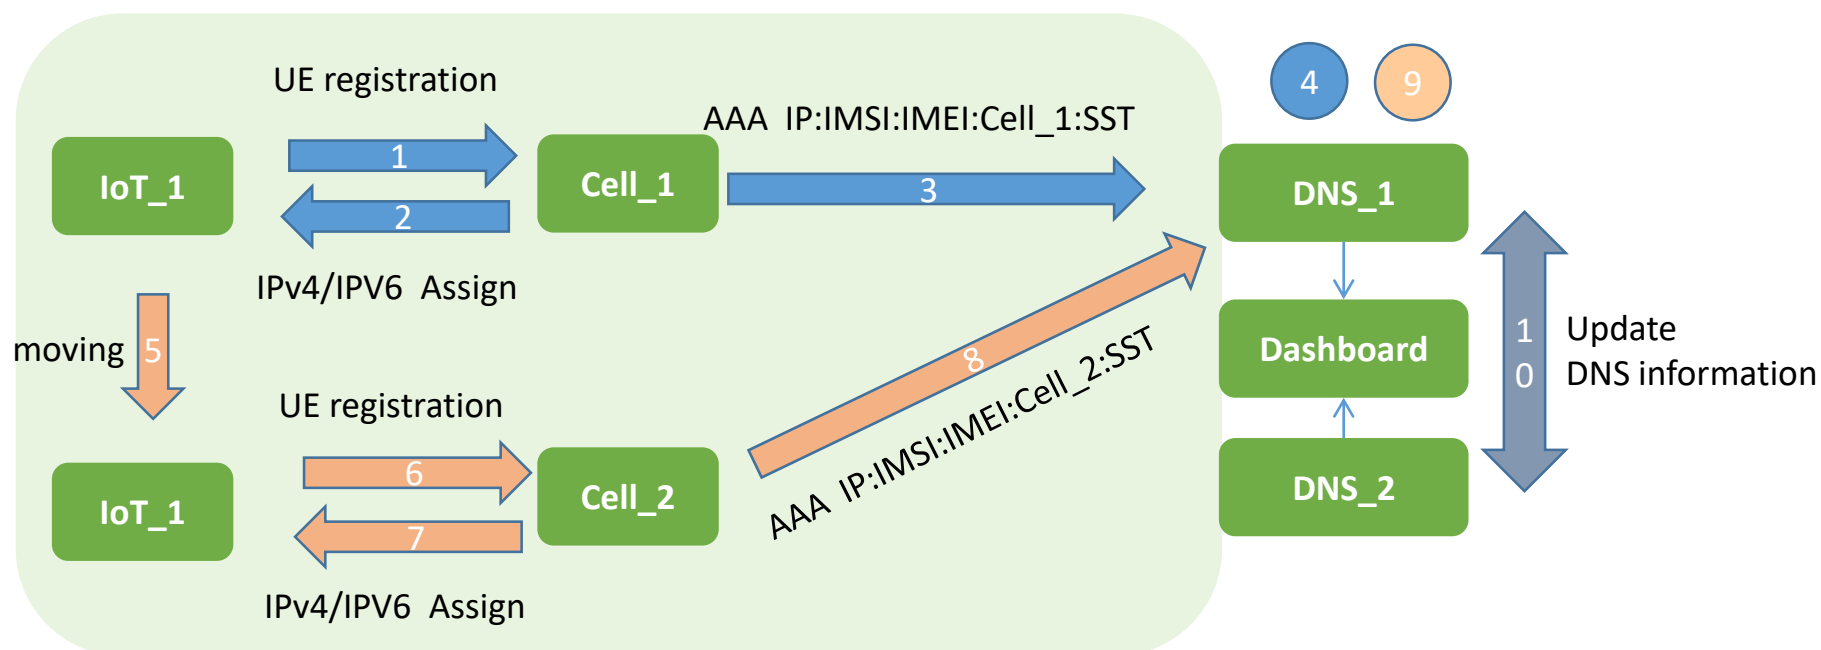 UE registration
4
9
AAA IP:IMSI:IMEI:Cell_1:SST
IoT_1
1
2
Cell_1
3
DNS_1
IPv4/IPV6 Assign
moving
5
8
AAA IP:IMSI:IMEI:Cell_2:SST
Dashboard
1
0
Update
DNS information
UE registration
IoT_1
6
7
Cell_2
DNS_2
IPv4/IPV6 Assign